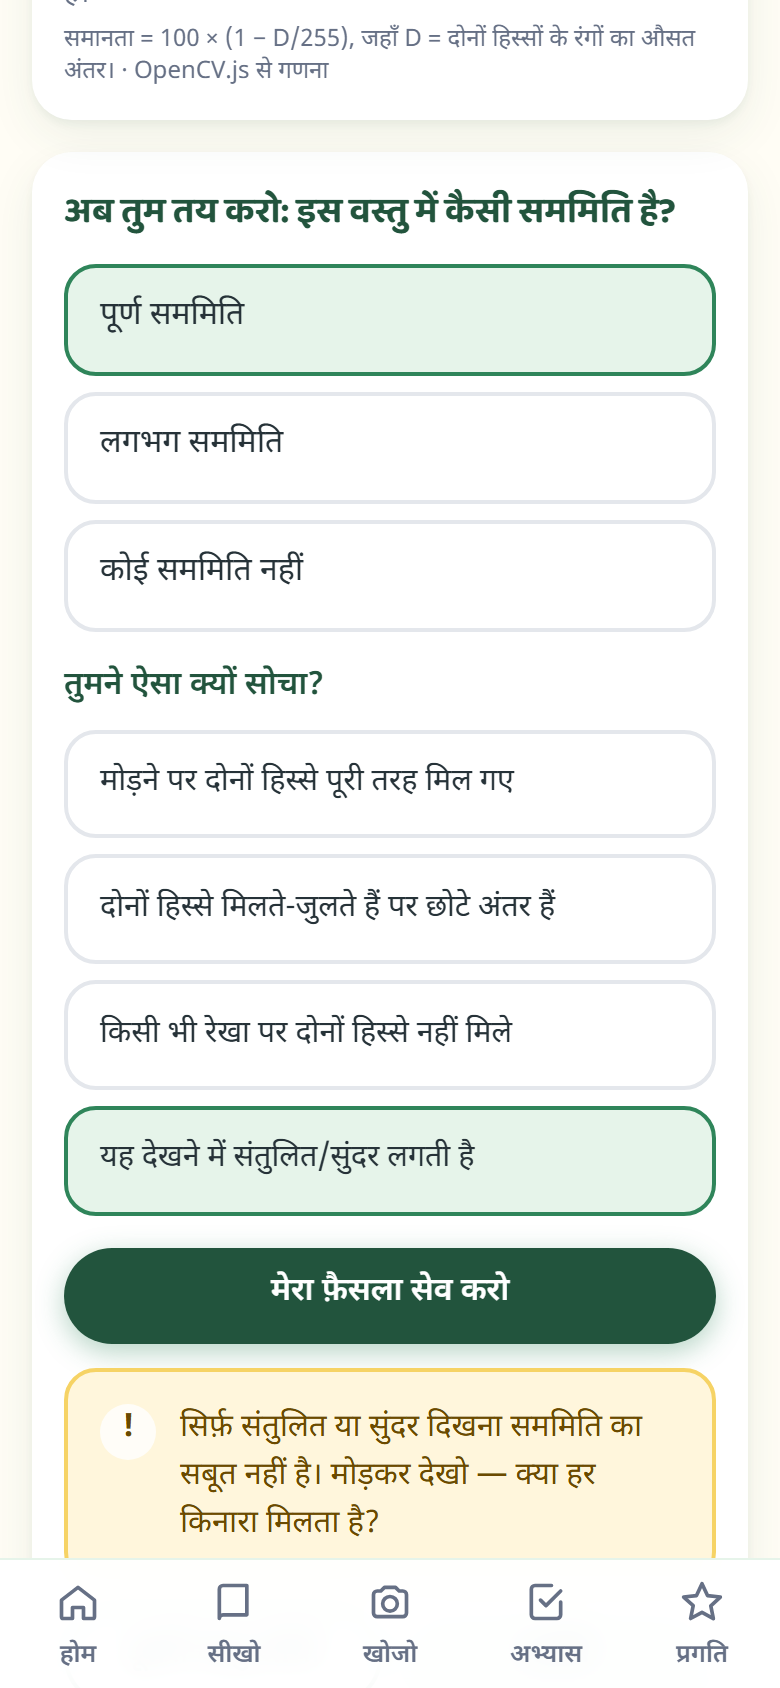 समानता = 100 × (1 − D/255), जहाँ D = दोनों हिस्सों के रंगों का औसत
अंतर। · OpenCV.js से गणना
अब तुम तय करो: इस वस्तु में कैसी सममिति है?
पूर्ण सममिति
लगभग सममिति
कोई सममिति नहीं
तुमने ऐसा क्यों सोचा?
मोड़ने पर दोनों हिस्से पूरी तरह मिल गए
दोनों हिस्से मिलते-जुलते हैं पर छोटे अंतर हैं
किसी भी रेखा पर दोनों हिस्से नहीं मिले
यह देखने में संतुलित/सुंदर लगती है
मेरा फ़ैसला सेव करो
! सिर्फ़ संतुलित या सुंदर दिखना सममिति का
सबूत नहीं है। मोड़कर देखो — क्या हर
किनारा मिलता है?
होम सीखो खोजो अभ्यास प्रगति